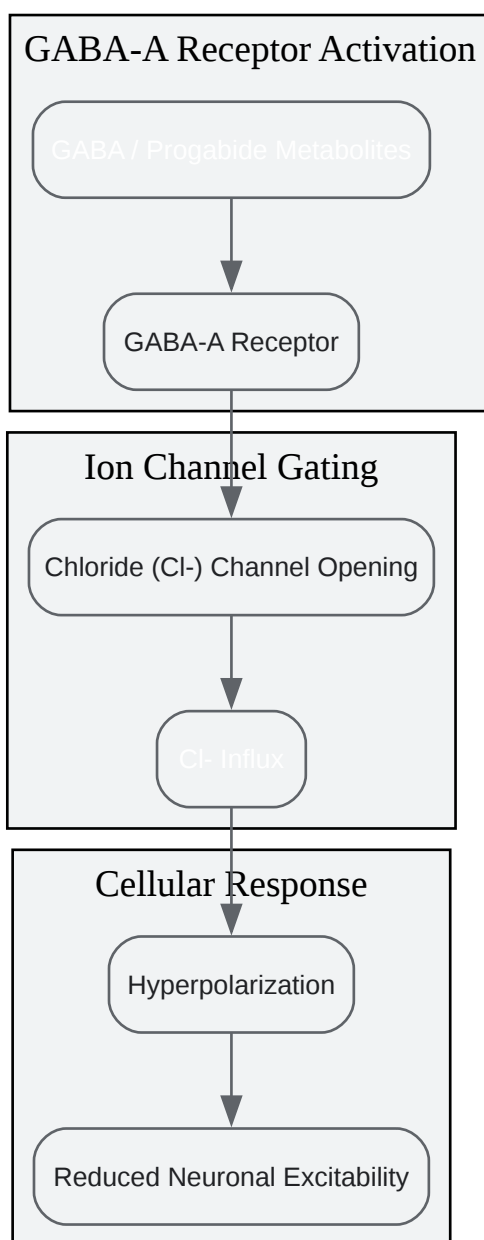 GABA-A Receptor Activation
GABA / Progabide Metabolites
GABA-A Receptor
Ion Channel Gating
Chloride (Cl-) Channel Opening
Cl- Influx
Cellular Response
Hyperpolarization
Reduced Neuronal Excitability